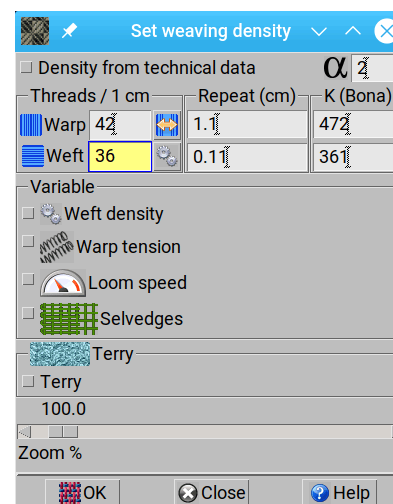 Set weaving density
Density from technical data α 2
Threads / 1 cm Repeat (cm) K (Bona)
Warp 42 1.1 472
Weft 36 0.11 361
Variable
Weft density
Warp tension
Loom speed
Selvedges
Terry
Terry
100.0
Zoom %
OK Close Help